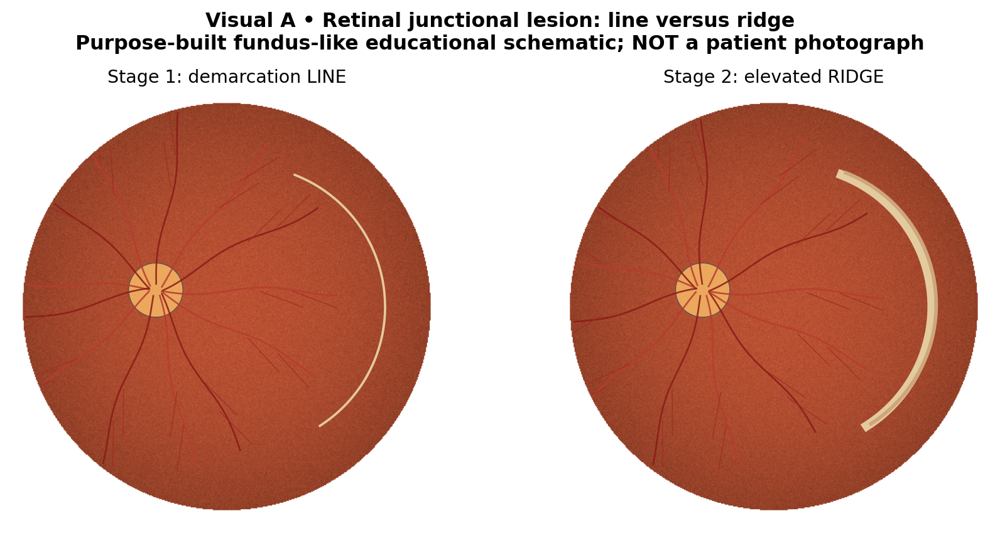 Visual A • Retinal junctional lesion: line versus ridge
Purpose-built fundus-like educational schematic; NOT a patient photograph
Stage 1: demarcation LINE
Stage 2: elevated RIDGE